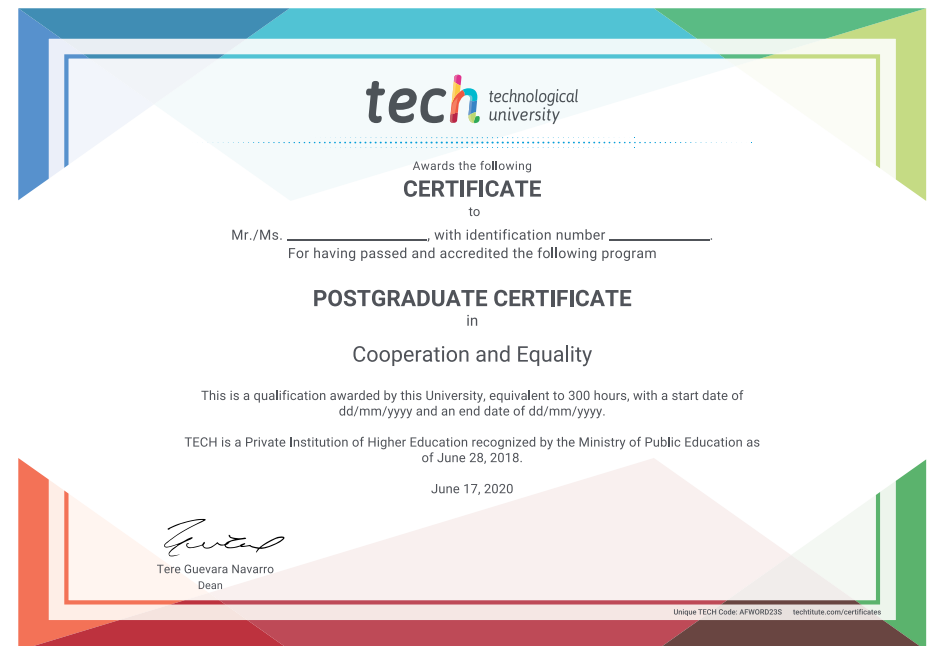 tech technological
university
Awards the following
CERTIFICATE
to
Mr./Ms. ____________________, with identification number ______________.
For having passed and accredited the following program
POSTGRADUATE CERTIFICATE
in
Cooperation and Equality
This is a qualification awarded by this University, equivalent to 300 hours, with a start date of
dd/mm/yyyy and an end date of dd/mm/yyyy.
TECH is a Private Institution of Higher Education recognized by the Ministry of Public Education as
of June 28, 2018.
June 17, 2020
Tere Guevara Navarro
Dean
Unique TECH Code: AFWORD23S techtitute.com/certificates